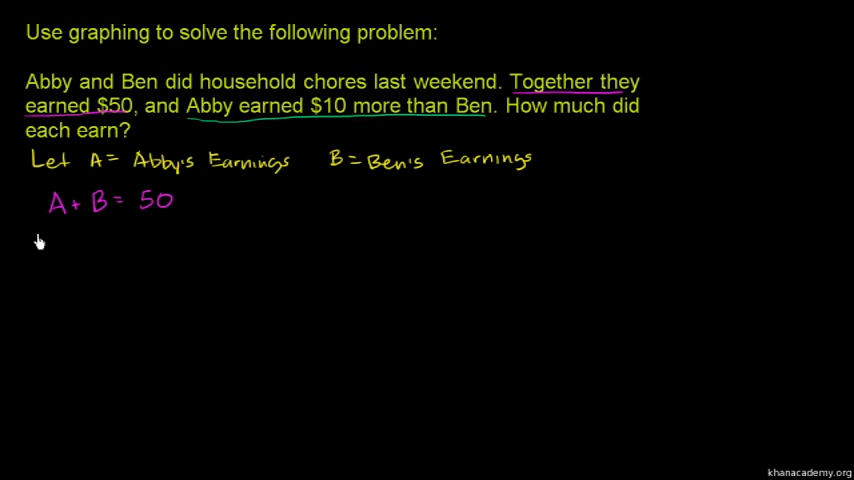 Use graphing to solve the following problem:
Abby and Ben did household chores last weekend. Together they
earned $50, and Abby earned $10 more than Ben. How much did
each earn?
Let A = Abby's Earnings B = Ben's Earnings
A + B = 50
khanacademy.org